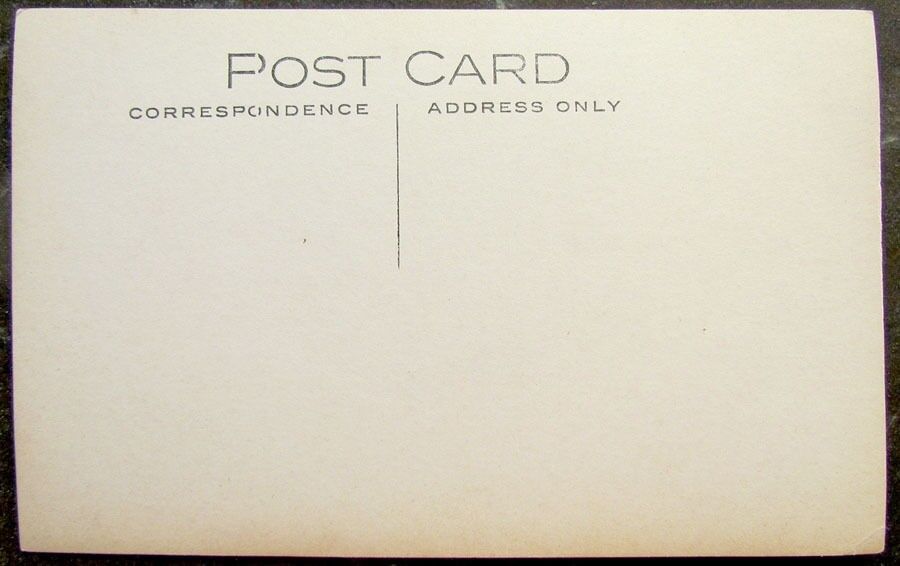 POST CARD
CORRESPONDENCE
ADDRESS ONLY